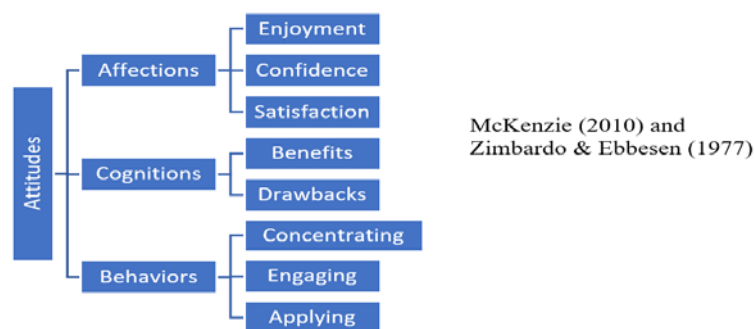 Attitudes
Affections
Enjoyment
Confidence
Satisfaction
Cognitions
Benefits
Drawbacks
Behaviors
Concentrating
Engaging
Applying
McKenzie (2010) and
Zimbardo & Ebbesen (1977)